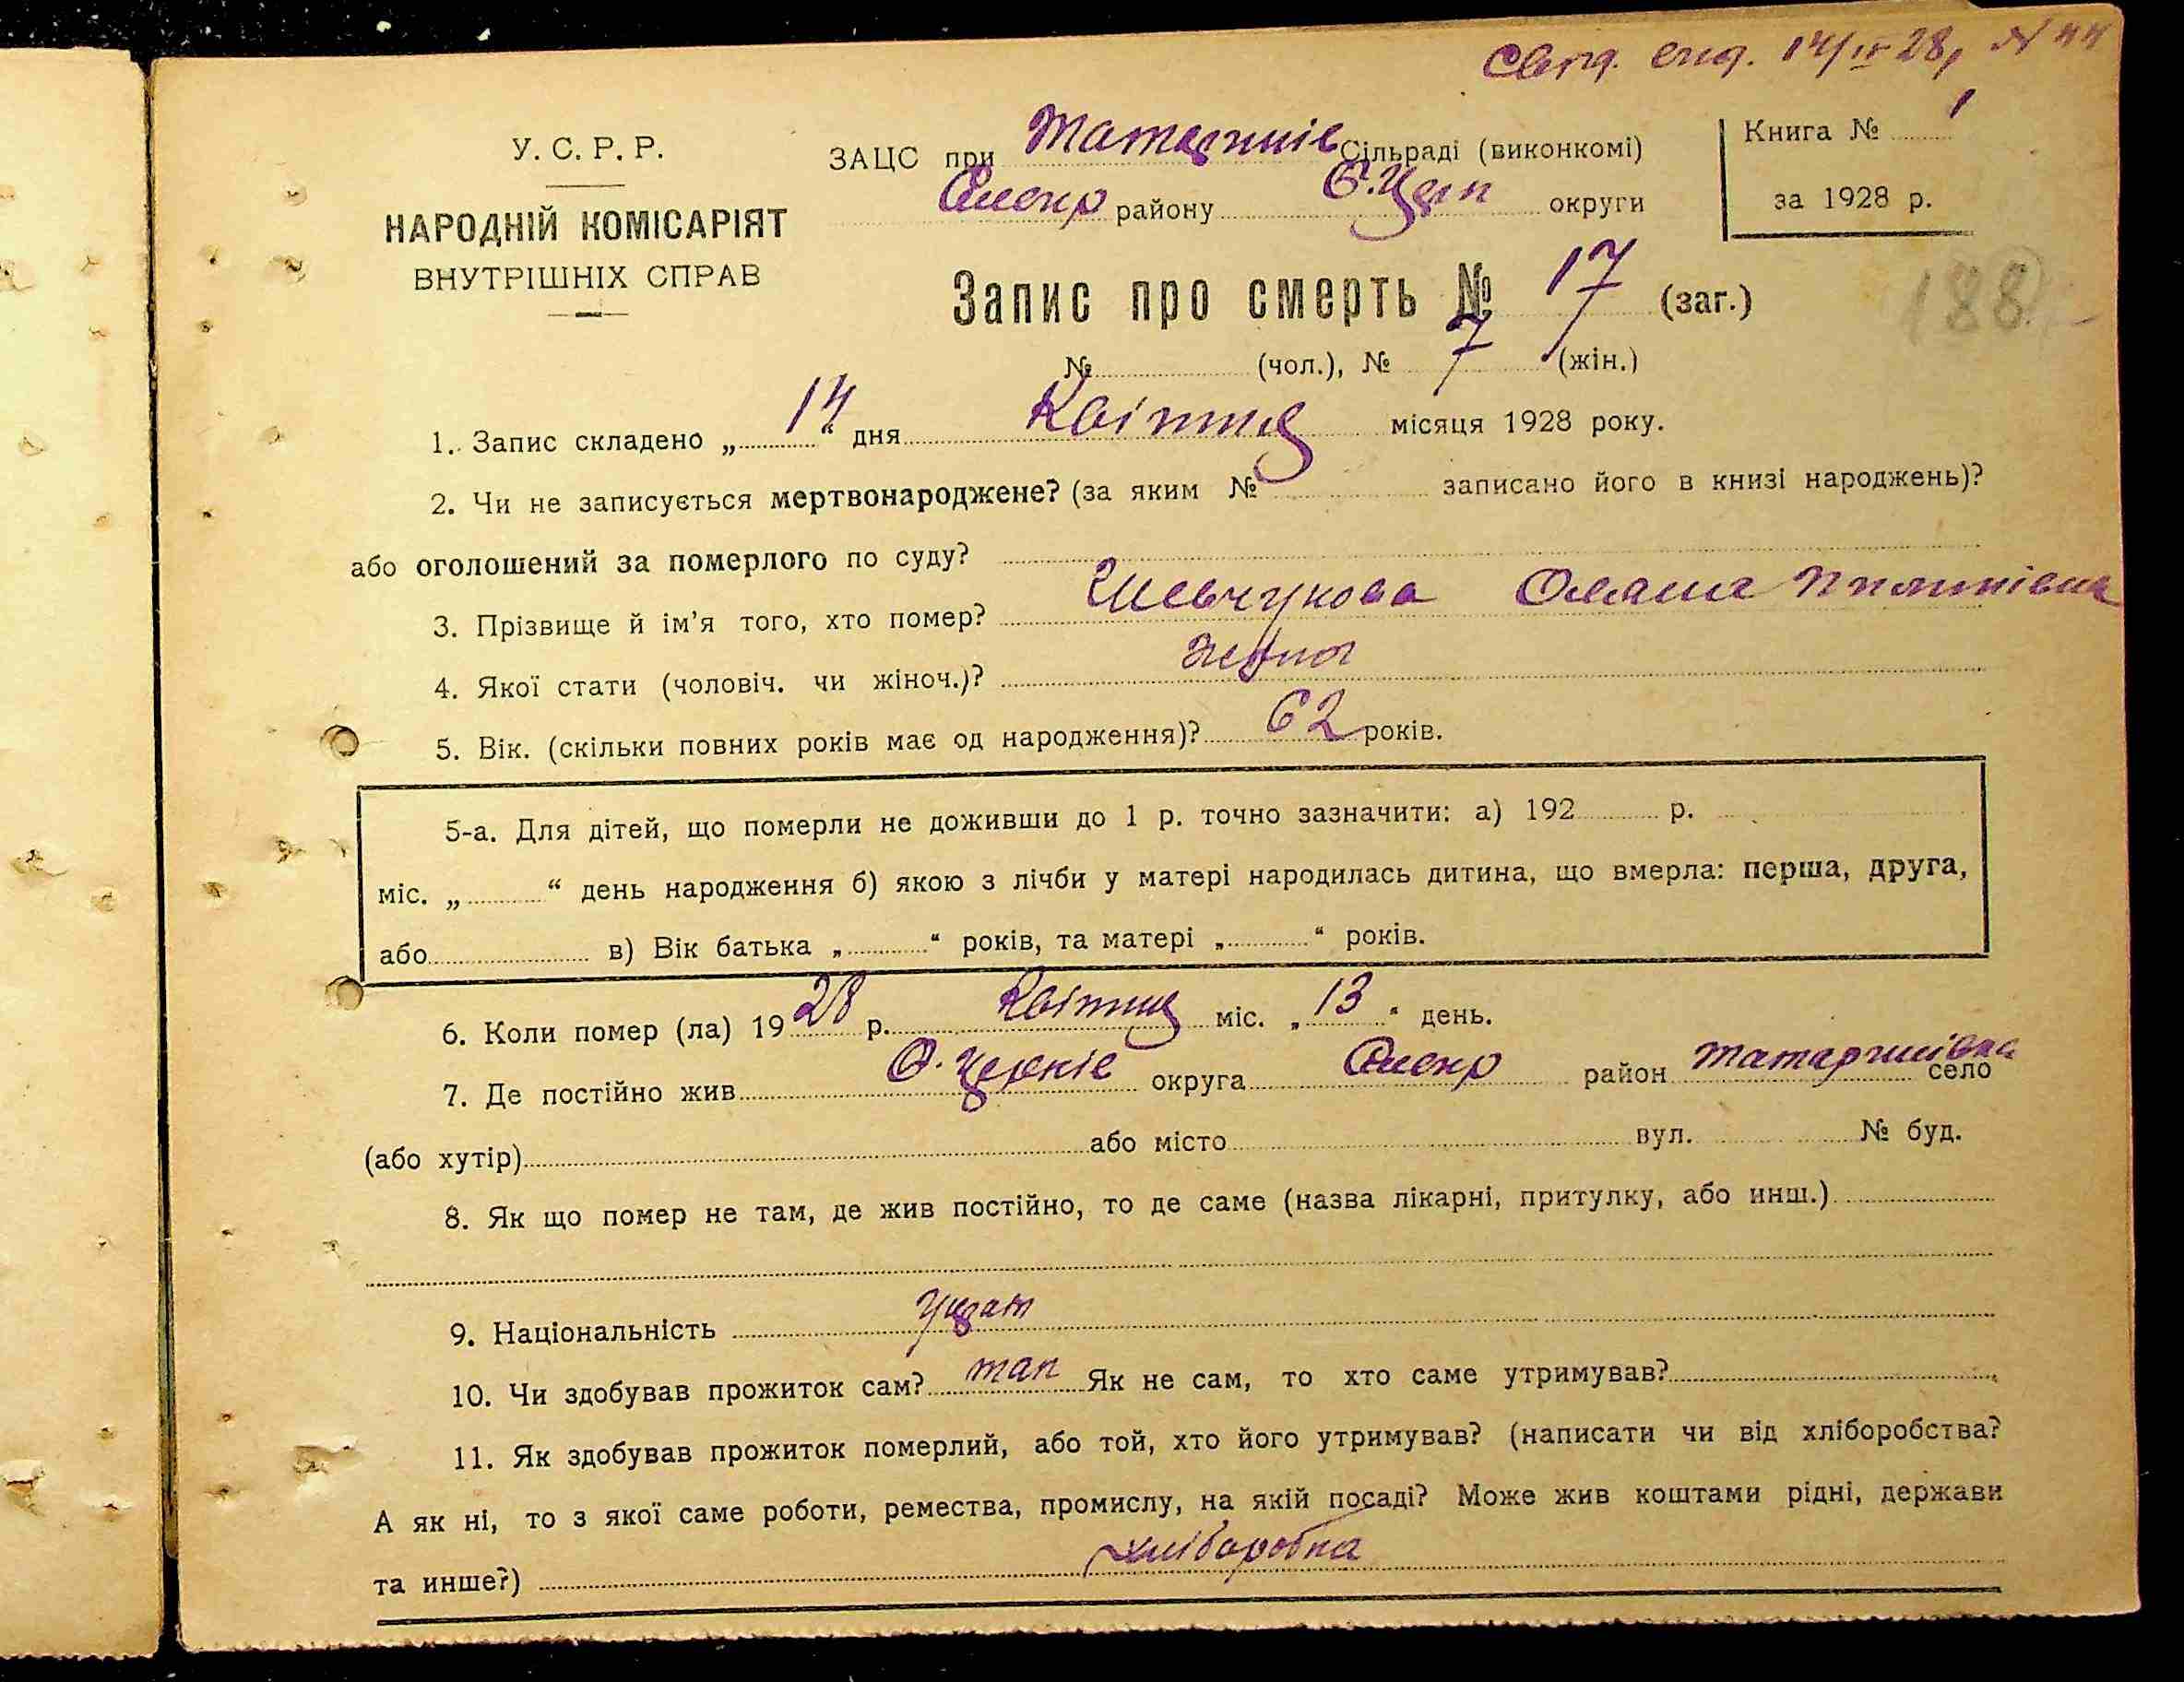 14/IV 28, № 44
У. С. Р. Р.
НАРОДНІЙ КОМІСАРІЯТ
ВНУТРІШНІХ СПРАВ
ЗАЦС при Сільраді (виконкомі)
району Б. Церк округи
Книга № 1
за 1928 р.
188
Запис про смерть № 17 (заг.)
№ (чол.), № 7 (жін.)
1. Запис складено „ 14 “ дня Квітня місяця 1928 року.
2. Чи не записується мертвонароджене? (за яким № записано його в книзі народжень)?
або оголошений за померлого по суду?
3. Прізвище й ім’я того, хто помер? Шевчукова
4. Якої стати (чоловіч. чи жіноч.)?
5. Вік. (скільки повних років має од народження)? 62 років.
5-а. Для дітей, що померли не доживши до 1 р. точно зазначити: а) 192 р.
міс. „ “ день народження б) якою з лічби у матері народилась дитина, що вмерла: перша, друга,
або в) Вік батька „ “ років, та матері „ “ років.
6. Коли помер (ла) 1928 р. Квітня міс. „ 13 “ день.
7. Де постійно жив Б. Церків округа район село
(або хутір) або місто вул. № буд.
8. Як що помер не там, де жив постійно, то де саме (назва лікарні, притулку, або инш.)
9. Національність
10. Чи здобував прожиток сам? так Як не сам, то хто саме утримував?
11. Як здобував прожиток померлий, або той, хто його утримував? (написати чи від хліборобства?
А як ні, то з якої саме роботи, ремества, промислу, на якій посаді? Може жив коштами рідні, держави
та инше?) хліборобка